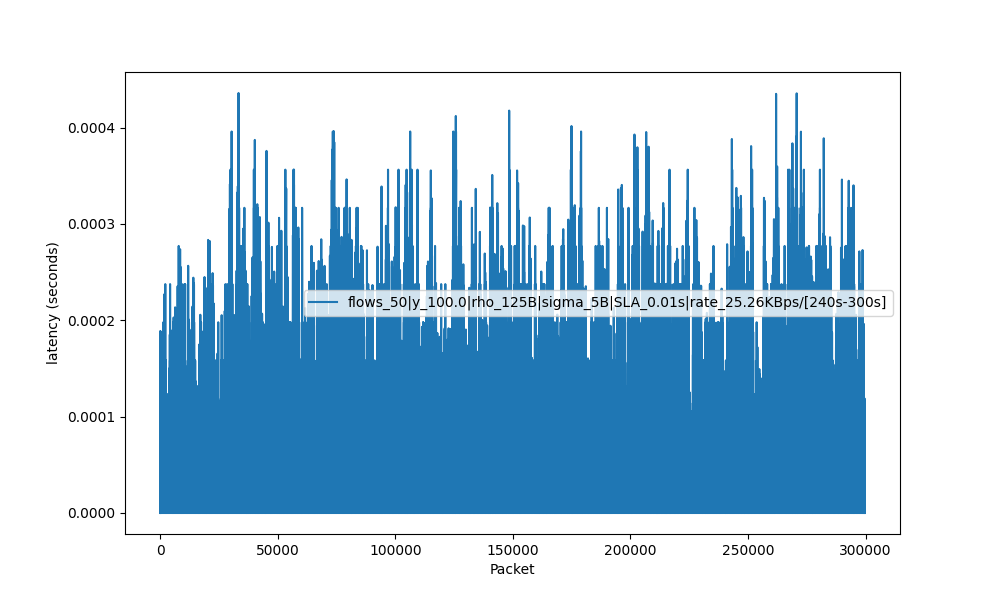 0.0004
0.0003
0.0002
0.0001
0.0000
latency (seconds)
flows_50|y_100.0|rho_125B|sigma_5B|SLA_0.01s|rate_25.26KBps/[240s-300s]
0 50000 100000 150000 200000 250000 300000
Packet